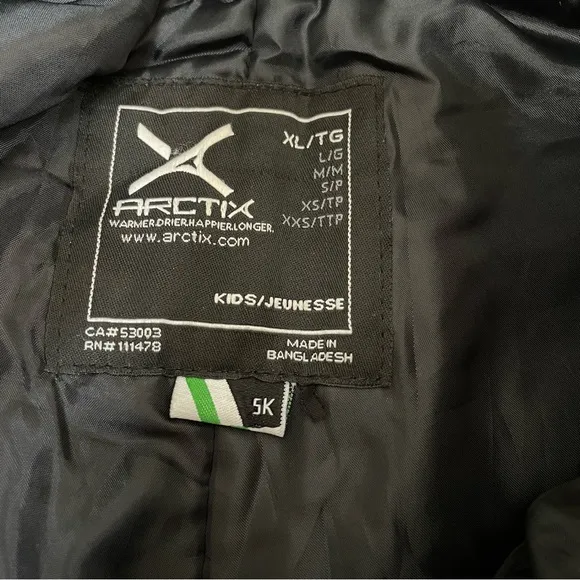 ARCTIX
WARMER.DRIER.HAPPIER.LONGER.
www.arctix.com
XL/TG
L/G
M/M
S/P
XS/TP
XXS/TTP
KIDS/JEUNESSE
CA# 53003
RN# 111478
MADE IN
BANGLADESH
5K